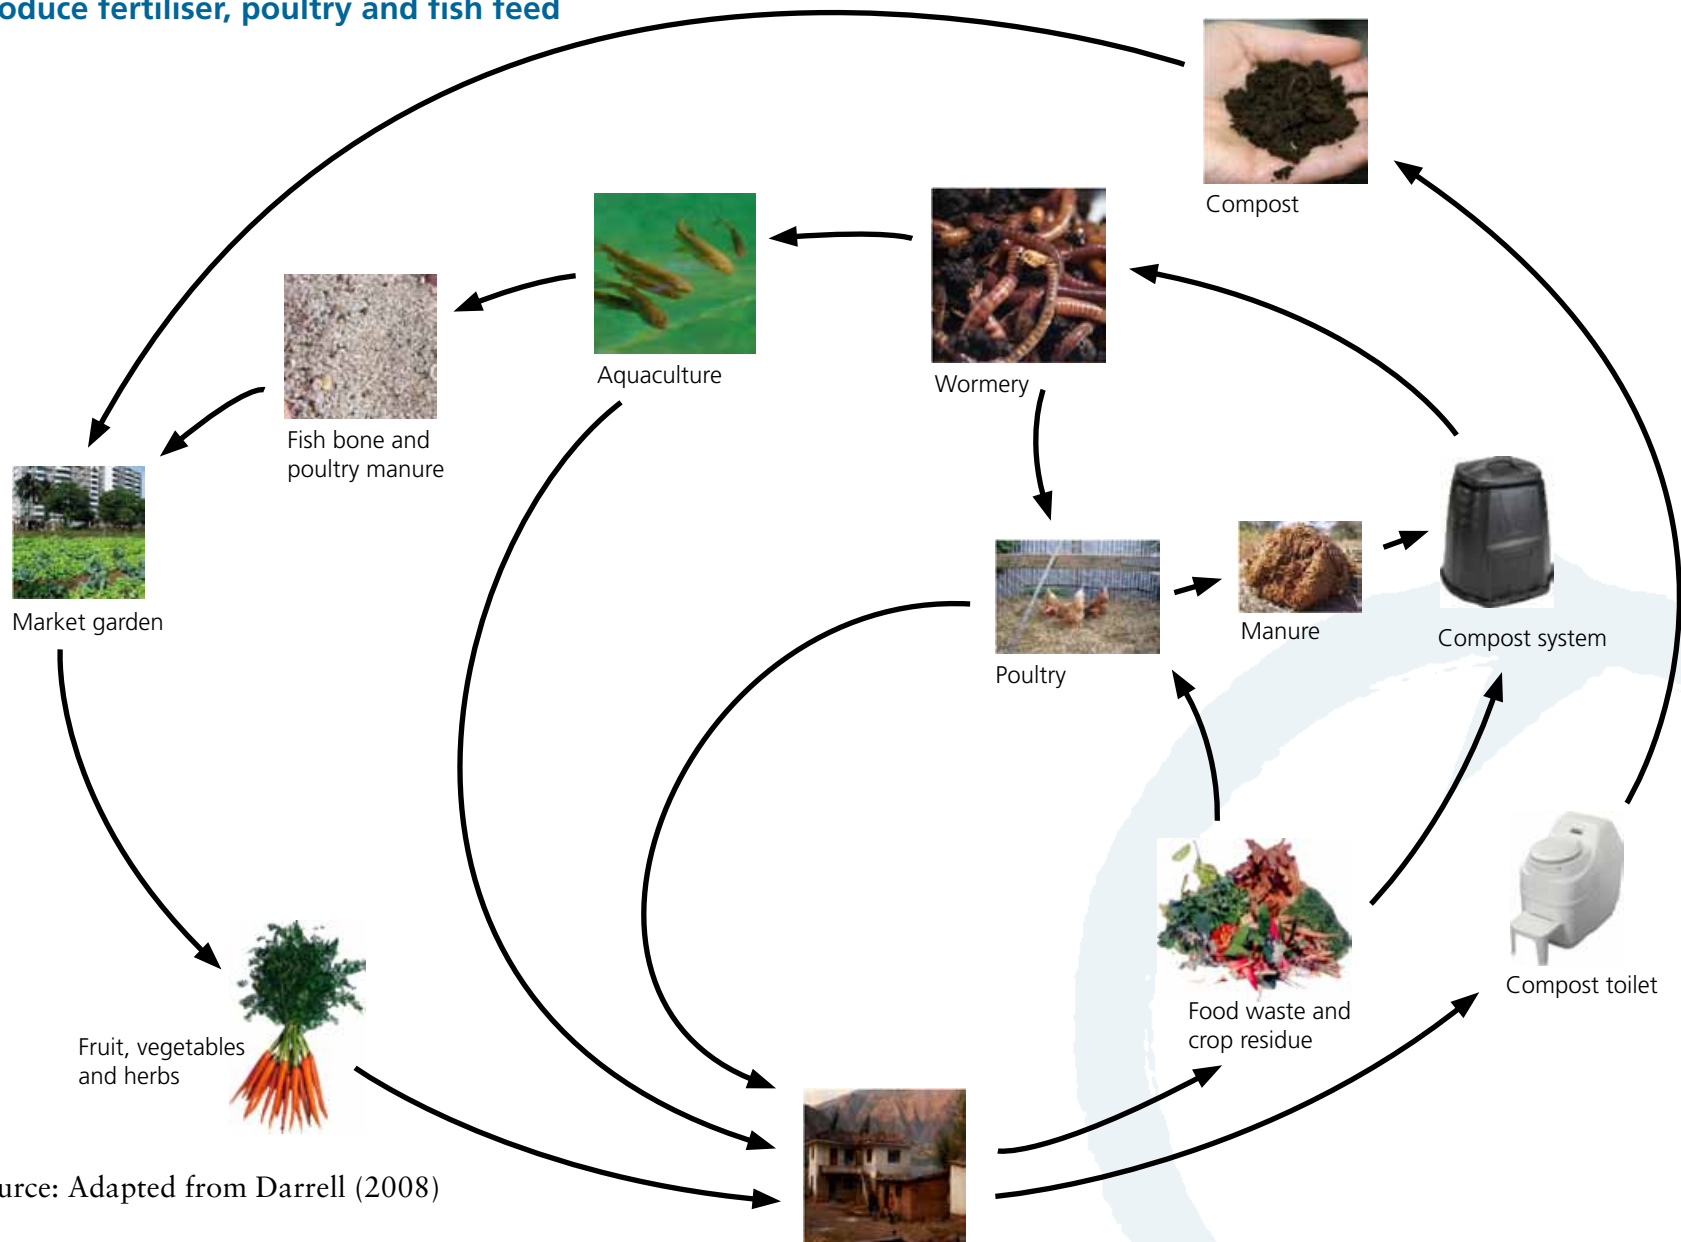 oduce fertiliser, poultry and fish feed
Compost
Aquaculture
Wormery
Fish bone and
poultry manure
Market garden
Manure
Compost system
Poultry
Compost toilet
Food waste and
crop residue
Fruit, vegetables
and herbs
urce: Adapted from Darrell (2008)